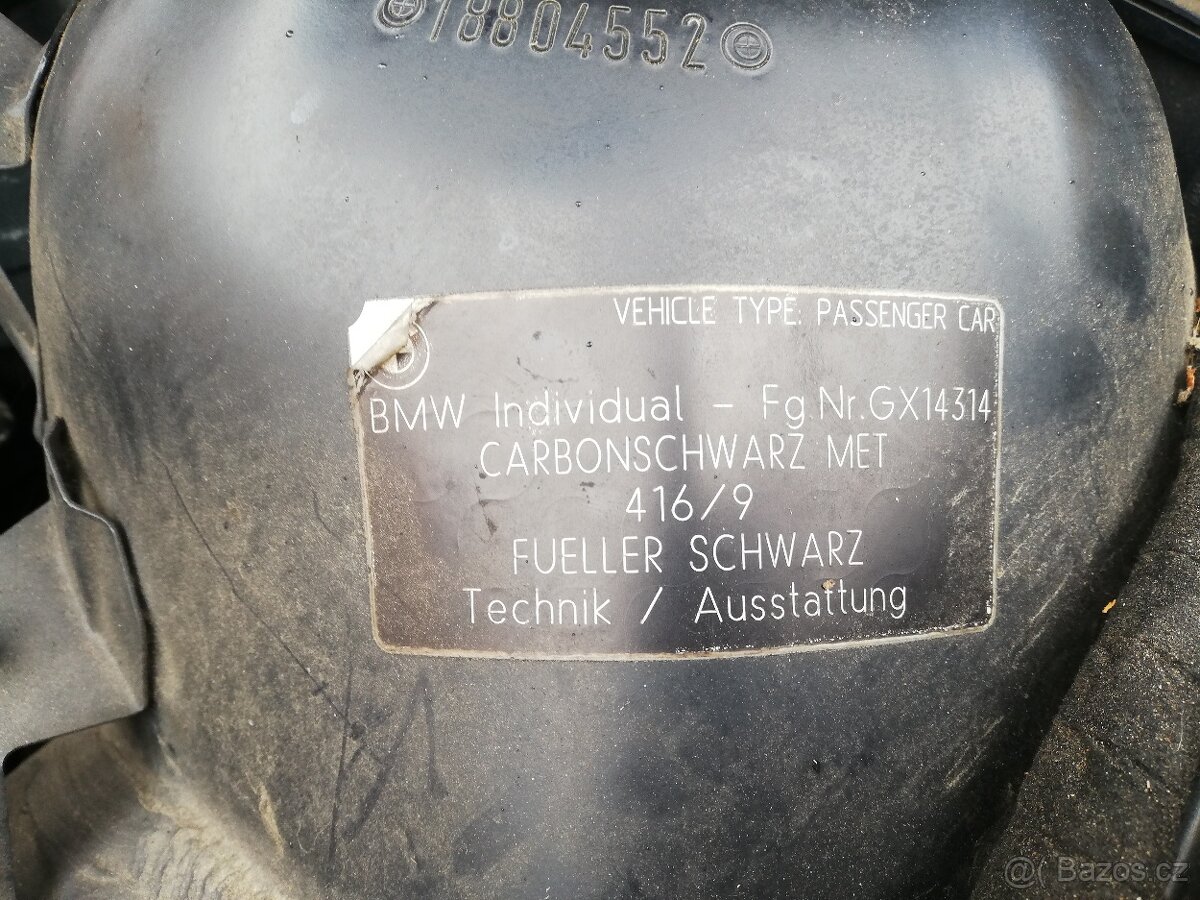 78804552
VEHICLE TYPE: PASSENGER CAR
BMW Individual - Fg.Nr.GX14314
CARBONSCHWARZ MET
416/9
FUELLER SCHWARZ
Technik / Ausstattung
Bazos.cz